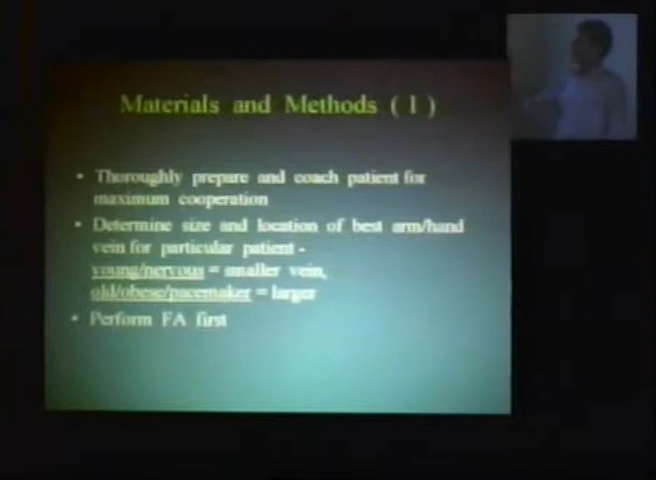 Materials and Methods ( 1 )
• Thoroughly prepare and coach patient for
maximum cooperation
• Determine size and location of best arm/hand
vein for particular patient -
young/nervous = smaller vein,
old/obese/pacemaker = larger
• Perform FA first